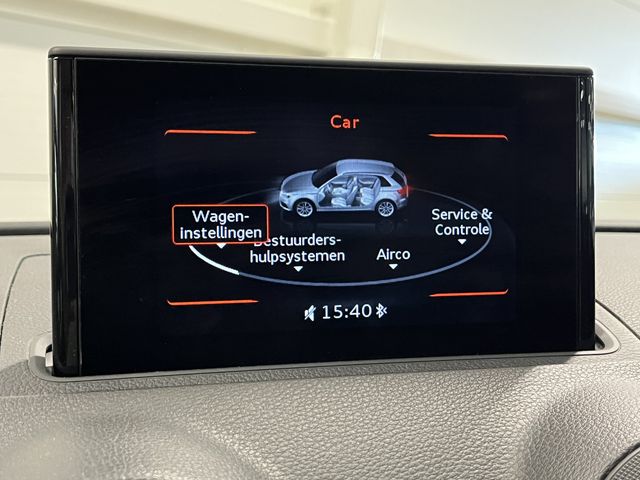 Car
Wagen-
instellingen
Bestuurders-
hulpsystemen
Airco
Service &
Controle
15:40